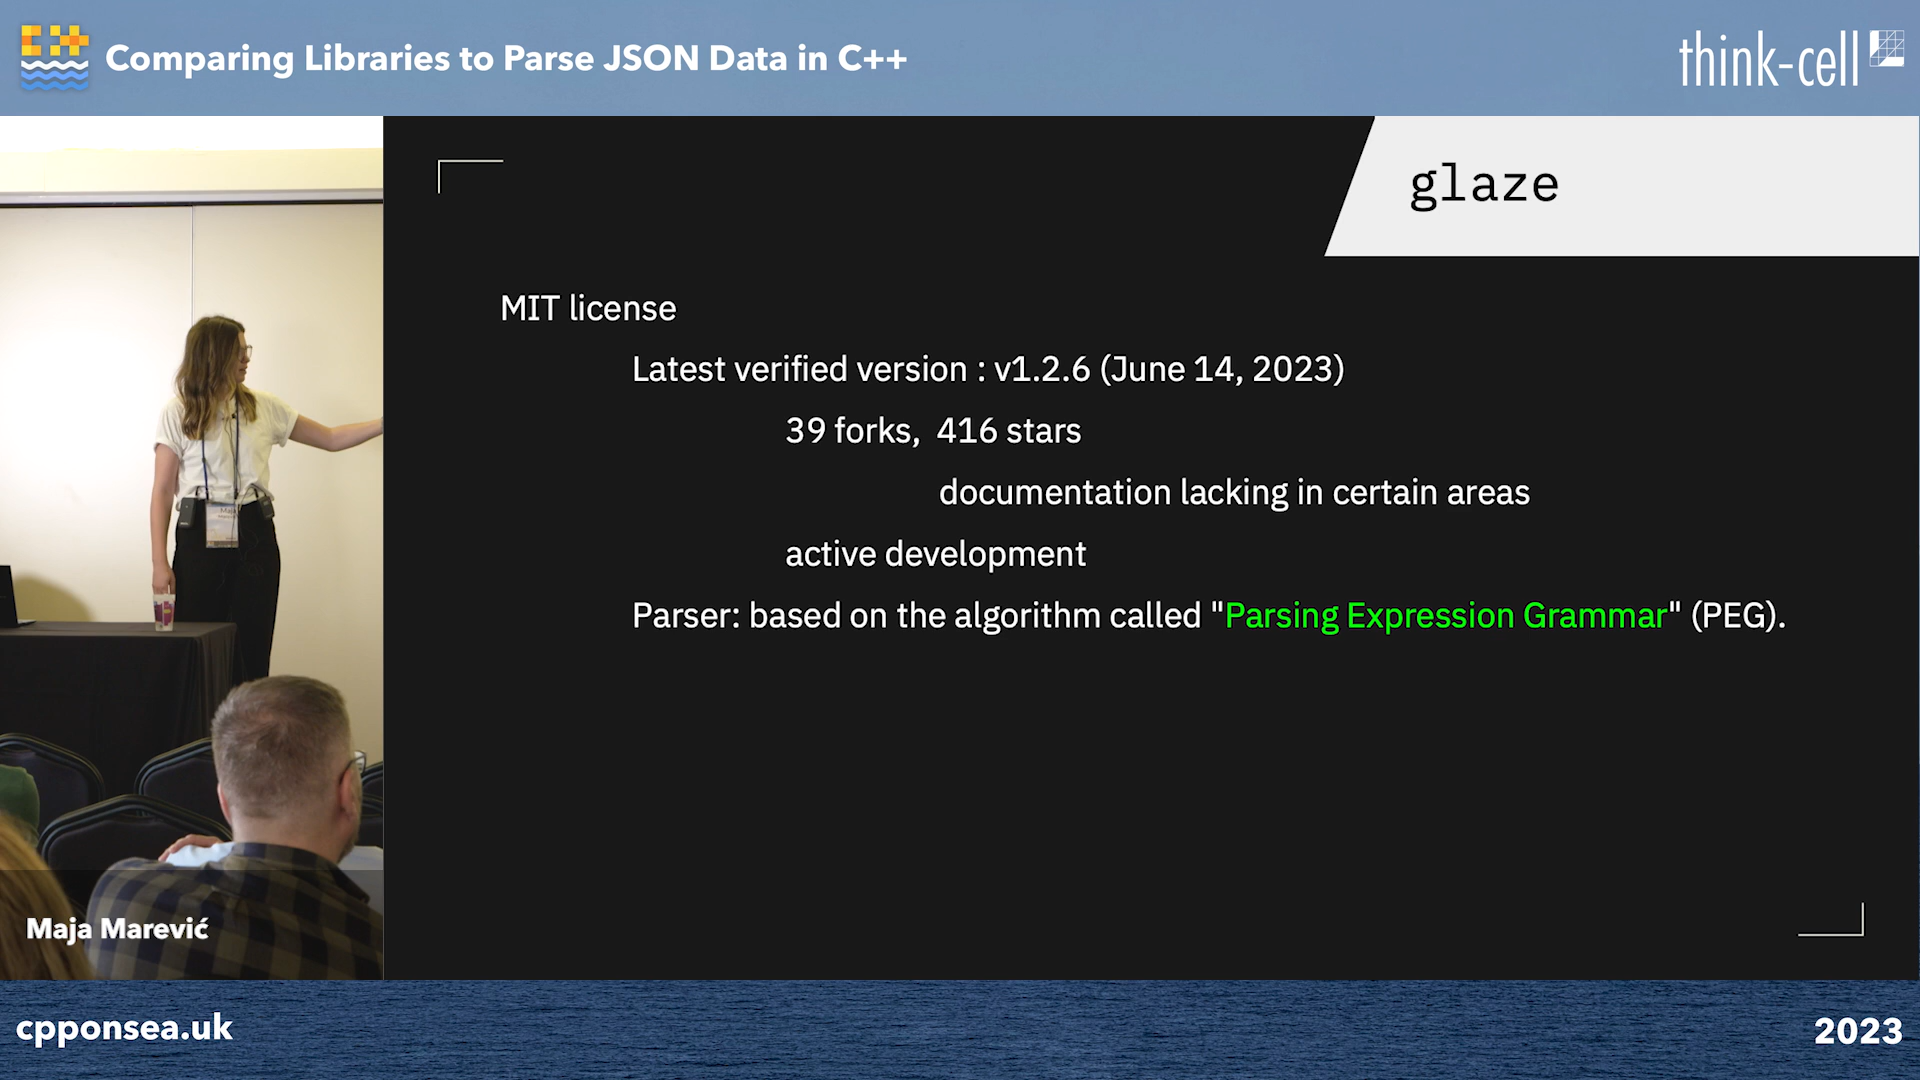 Comparing Libraries to Parse JSON Data in C++
think-cell
glaze
MIT license
Latest verified version : v1.2.6 (June 14, 2023)
39 forks,  416 stars
documentation lacking in certain areas
active development
Parser: based on the algorithm called "Parsing Expression Grammar" (PEG).
Maja
Maja Marević
cpponsea.uk
2023